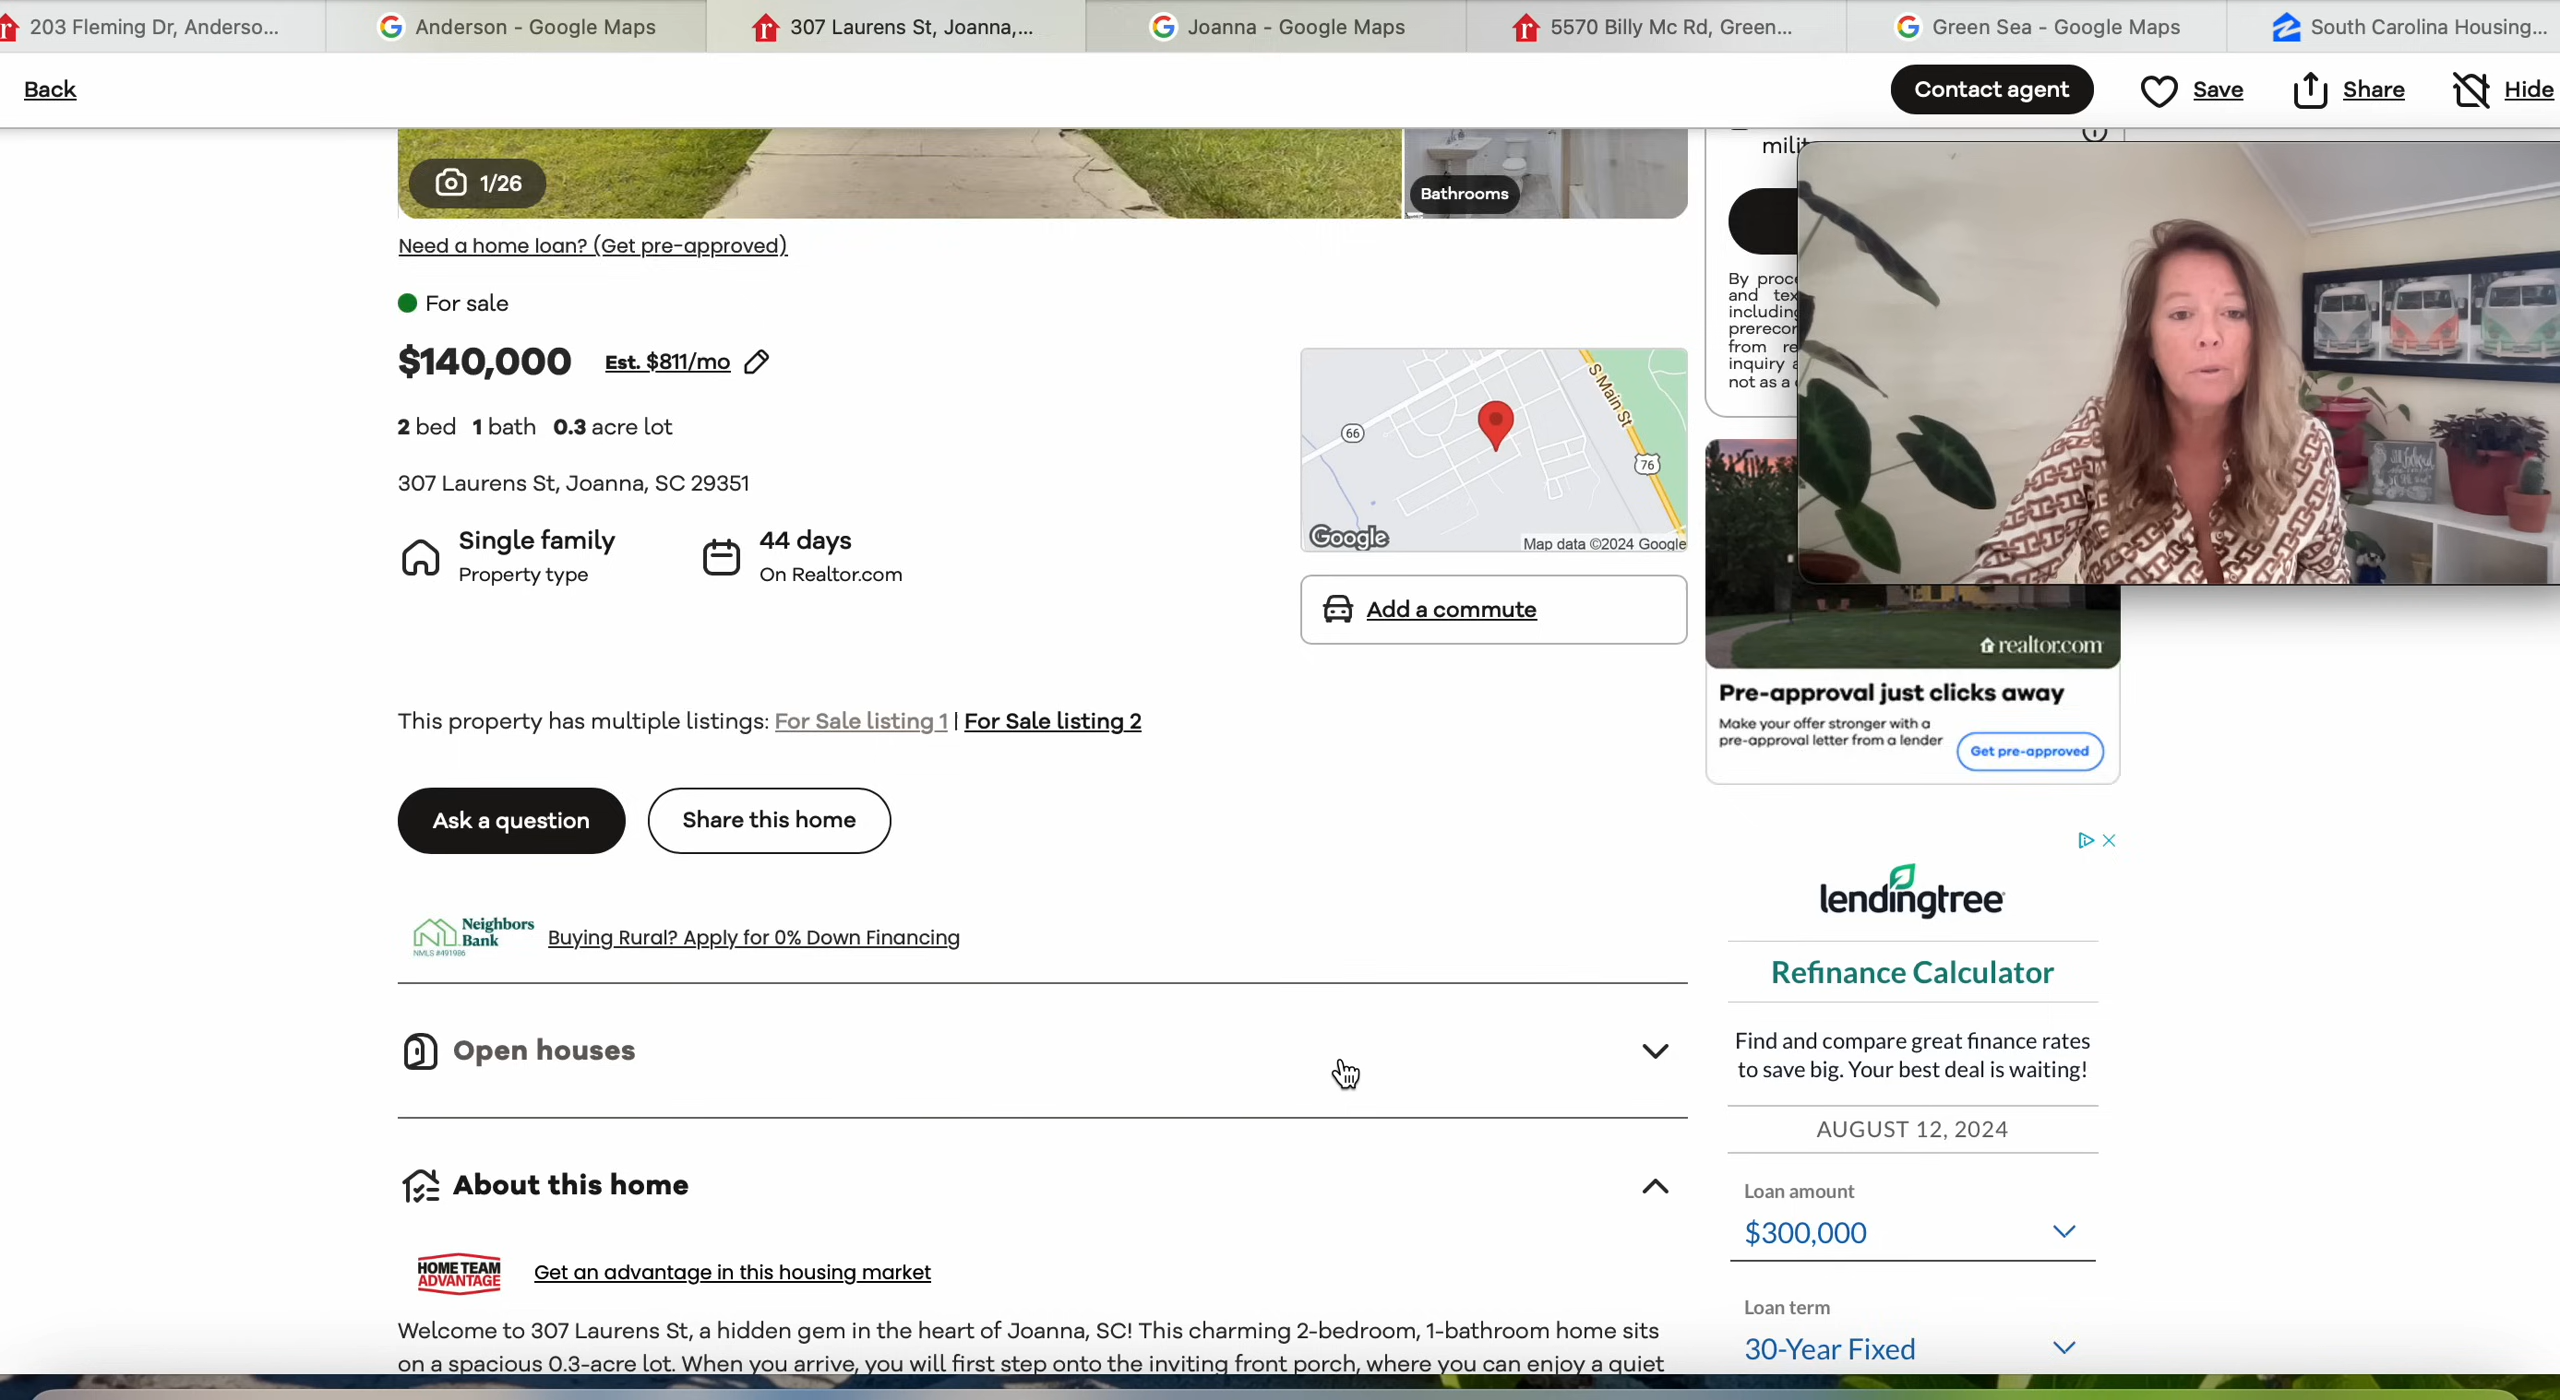 203 Fleming Dr, Anderso...
Anderson - Google Maps
307 Laurens St, Joanna,...
Joanna - Google Maps
5570 Billy Mc Rd, Green...
Green Sea - Google Maps
South Carolina Housing...
Back
Contact agent
Save
Share
Hide
1/26
Bathrooms
Need a home loan? (Get pre-approved)
For sale
$140,000
Est. $811/mo
2 bed 1 bath 0.3 acre lot
307 Laurens St, Joanna, SC 29351
Single family
Property type
44 days
On Realtor.com
S Main St
66
76
Google
Map data ©2024 Google
Add a commute
This property has multiple listings: For Sale listing 1 | For Sale listing 2
Ask a question
Share this home
Neighbors
Bank
NMLS #491986
Buying Rural? Apply for 0% Down Financing
Open houses
About this home
HOME TEAM
ADVANTAGE
Get an advantage in this housing market
Welcome to 307 Laurens St, a hidden gem in the heart of Joanna, SC! This charming 2-bedroom, 1-bathroom home sits
on a spacious 0.3-acre lot. When you arrive, you will first step onto the inviting front porch, where you can enjoy a quiet
By
and
including
from
inquiry
not as a
realtor.com
Pre-approval just clicks away
Make your offer stronger with a
pre-approval letter from a lender
Get pre-approved
lendingtree
Refinance Calculator
Find and compare great finance rates
to save big. Your best deal is waiting!
AUGUST 12, 2024
Loan amount
$300,000
Loan term
30-Year Fixed